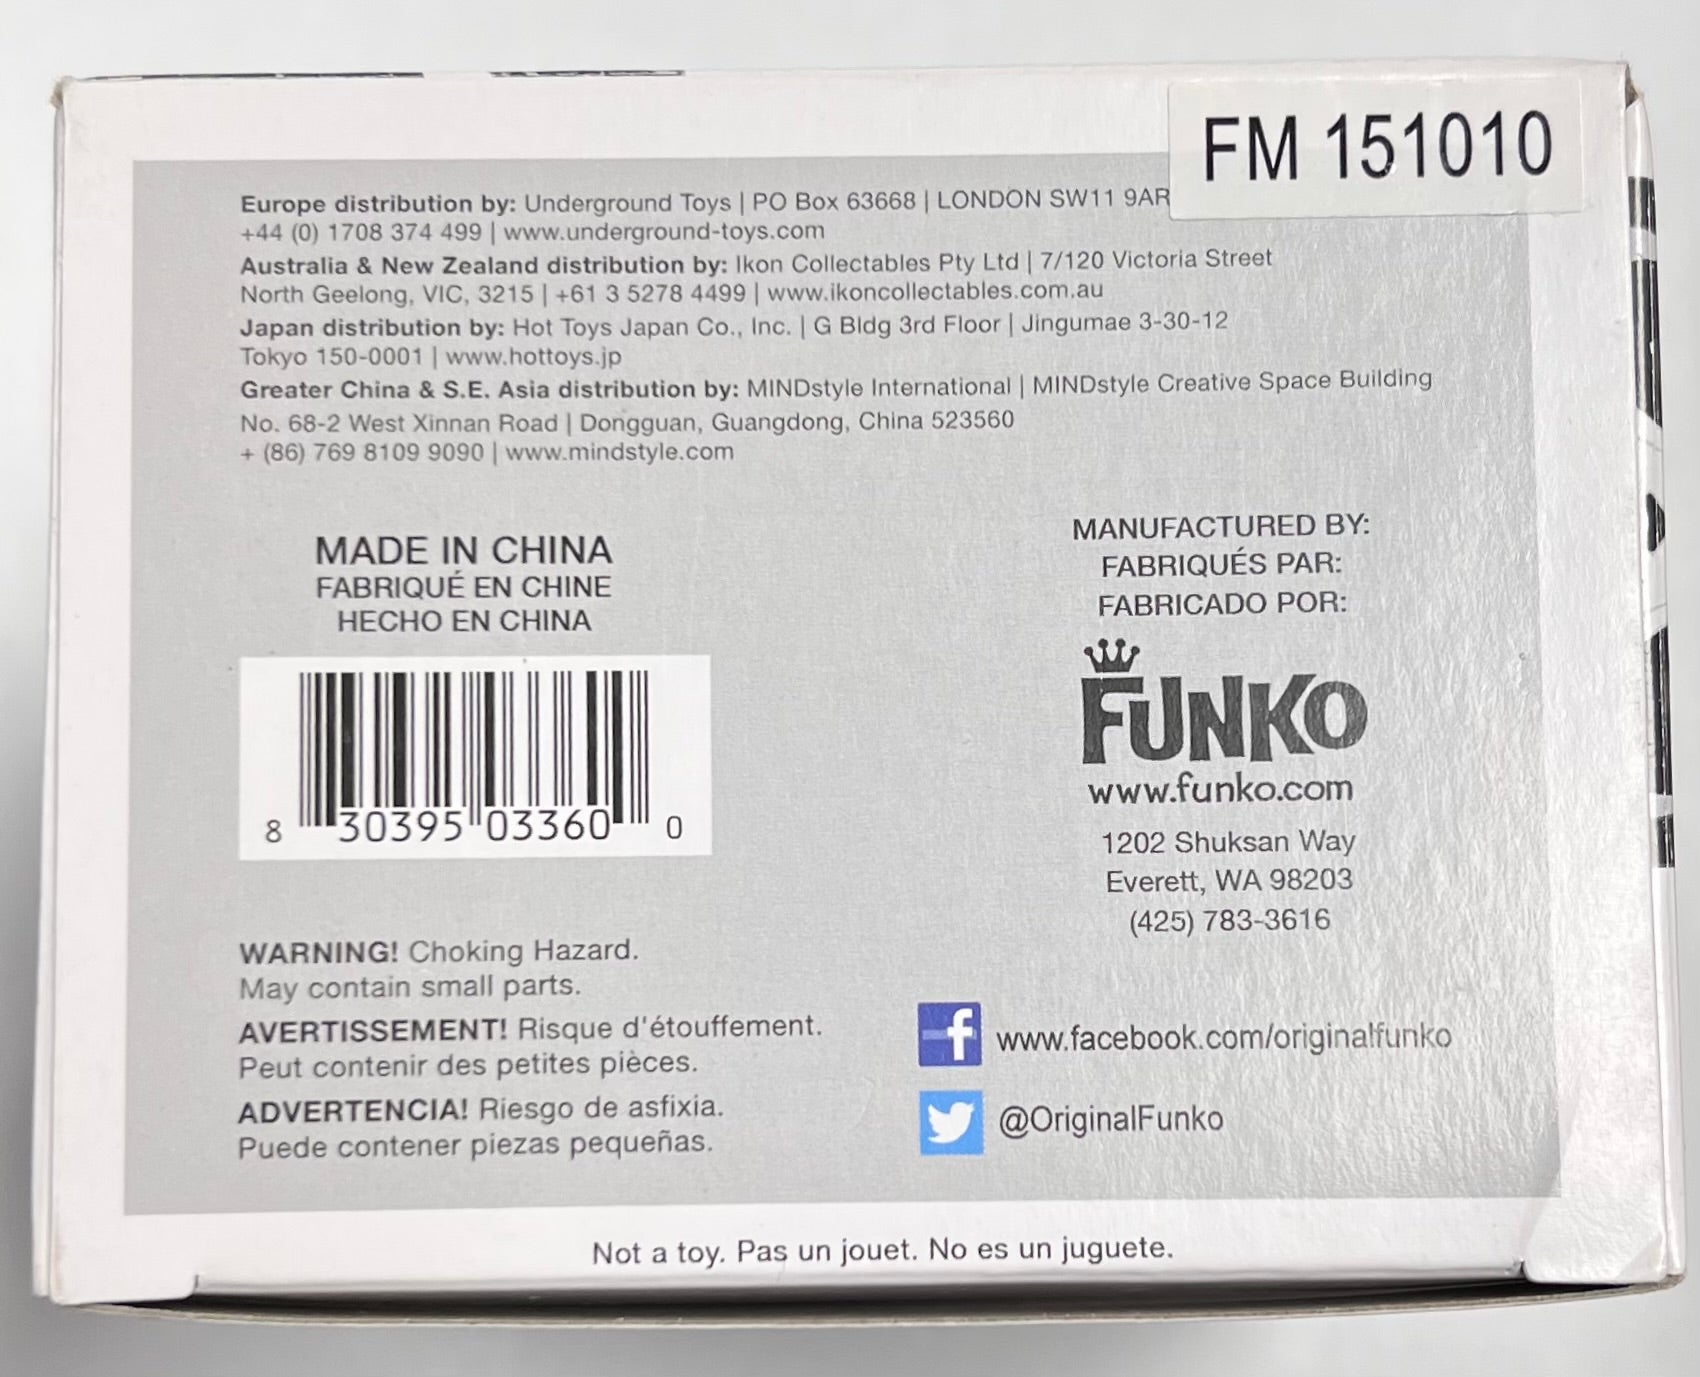 FM 151010
Europe distribution by: Underground Toys | PO Box 63668 | LONDON SW11 9AR
+44 (0) 1708 374 499 | www.underground-toys.com
Australia & New Zealand distribution by: Ikon Collectables Pty Ltd | 7/120 Victoria Street
North Geelong, VIC, 3215 | +61 3 5278 4499 | www.ikoncollectables.com.au
Japan distribution by: Hot Toys Japan Co., Inc. | G Bldg 3rd Floor | Jingumae 3-30-12
Tokyo 150-0001 | www.hottoys.jp
Greater China & S.E. Asia distribution by: MINDstyle International | MINDstyle Creative Space Building
No. 68-2 West Xinnan Road | Dongguan, Guangdong, China 523560
+ (86) 769 8109 9090 | www.mindstyle.com
MADE IN CHINA
FABRIQUÉ EN CHINE
HECHO EN CHINA
8 30395 03360 0
MANUFACTURED BY:
FABRIQUÉS PAR:
FABRICADO POR:
FUNKO
www.funko.com
1202 Shuksan Way
Everett, WA 98203
(425) 783-3616
WARNING! Choking Hazard.
May contain small parts.
AVERTISSEMENT! Risque d'étouffement.
Peut contenir des petites pièces.
ADVERTENCIA! Riesgo de asfixia.
Puede contener piezas pequeñas.
f www.facebook.com/originalfunko
@OriginalFunko
Not a toy. Pas un jouet. No es un juguete.